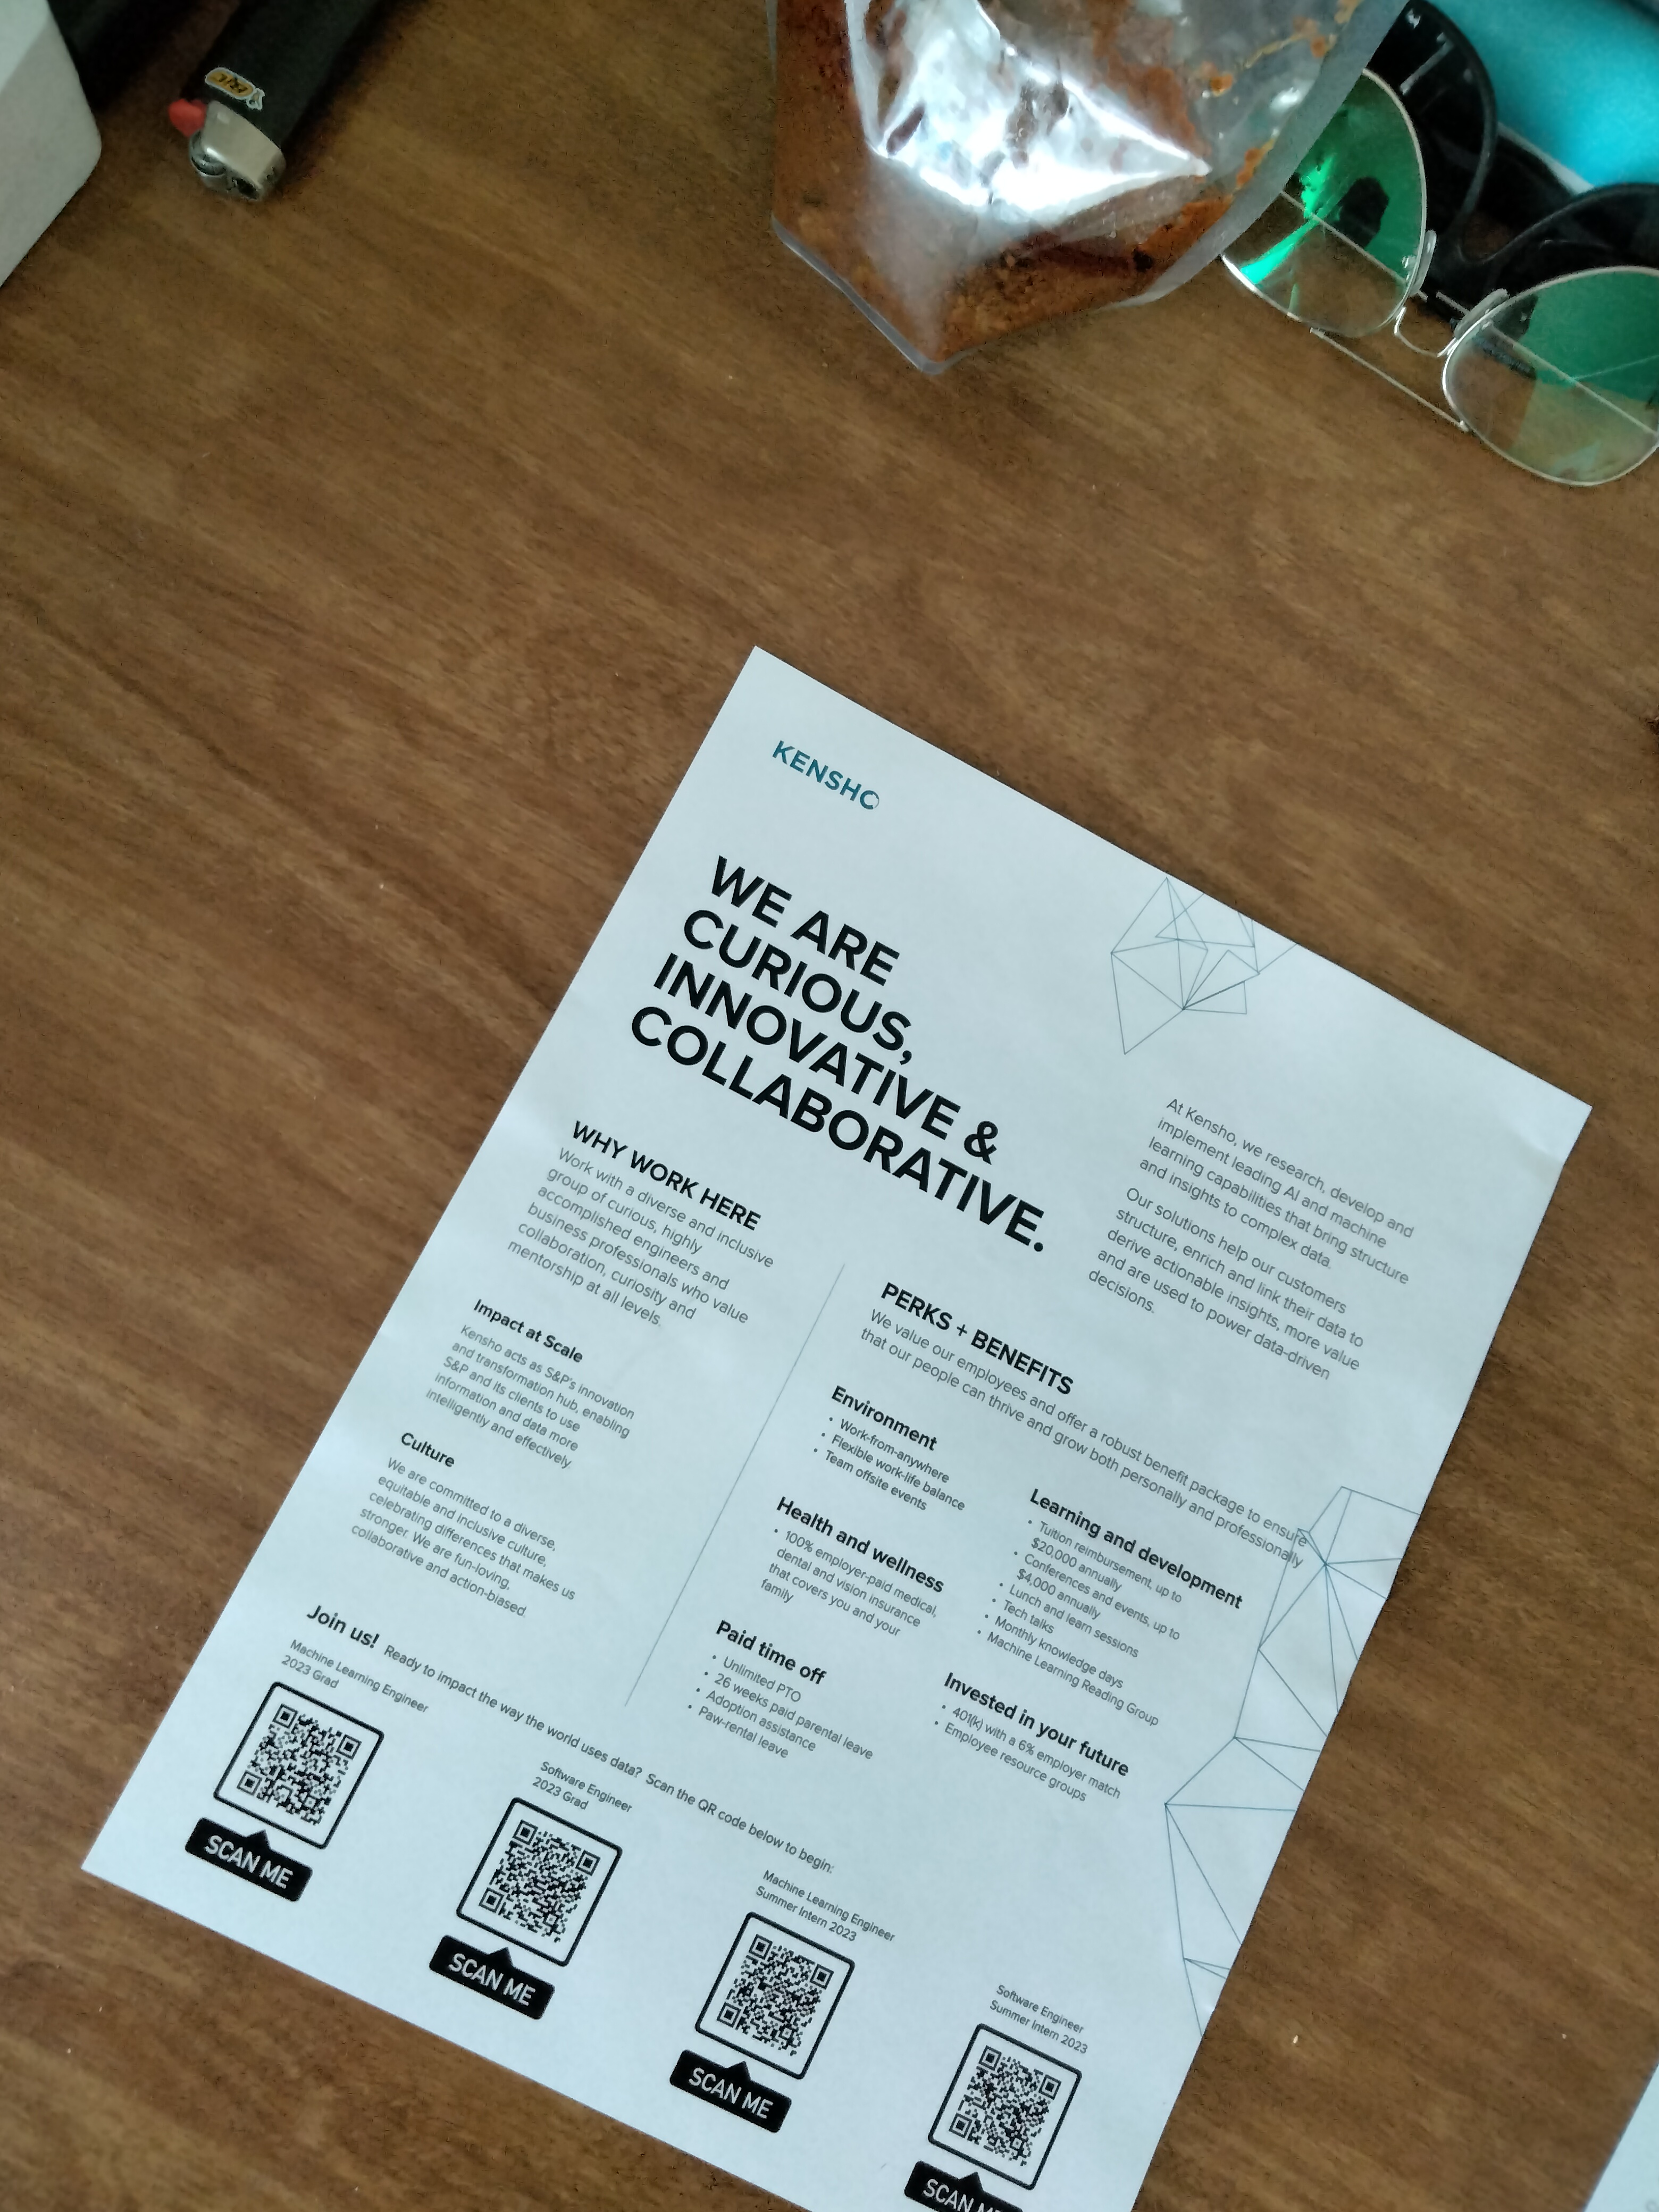 BIC
KENSHO
WE ARE
CURIOUS,
INNOVATIVE &
COLLABORATIVE.
At Kensho, we research, develop and
implement leading AI and machine
learning capabilities that bring structure
and insights to complex data.
Our solutions help our customers
structure, enrich and link their data to
derive actionable insights, more value
and are used to power data-driven
decisions.
WHY WORK HERE
Work with a diverse and inclusive
group of curious, highly
accomplished engineers and
business professionals who value
collaboration, curiosity and
mentorship at all levels.
Impact at Scale
Kensho acts as S&P's innovation
and transformation hub, enabling
S&P and its clients to use
information and data more
intelligently and effectively.
Culture
We are committed to a diverse,
equitable and inclusive culture,
celebrating differences that makes us
stronger. We are fun-loving,
collaborative and action-biased.
PERKS + BENEFITS
We value our employees and offer a robust benefit package to ensure
that our people can thrive and grow both personally and professionally
Environment
• Work-from-anywhere
• Flexible work-life balance
• Team offsite events
Health and wellness
• 100% employer-paid medical,
dental and vision insurance
that covers you and your
family
Paid time off
• Unlimited PTO
• 26 weeks paid parental leave
• Adoption assistance
• Paw-rental leave
Learning and development
• Tuition reimbursement, up to
$20,000 annually
• Conferences and events, up to
$4,000 annually
• Lunch and learn sessions
• Tech talks
• Monthly knowledge days
• Machine Learning Reading Group
Invested in your future
• 401(k) with a 6% employer match
• Employee resource groups
Join us! Ready to impact the way the world uses data? Scan the QR code below to begin:
Machine Learning Engineer
2023 Grad
SCAN ME
Software Engineer
2023 Grad
SCAN ME
Machine Learning Engineer
Summer Intern 2023
SCAN ME
Software Engineer
Summer Intern 2023
SCAN ME